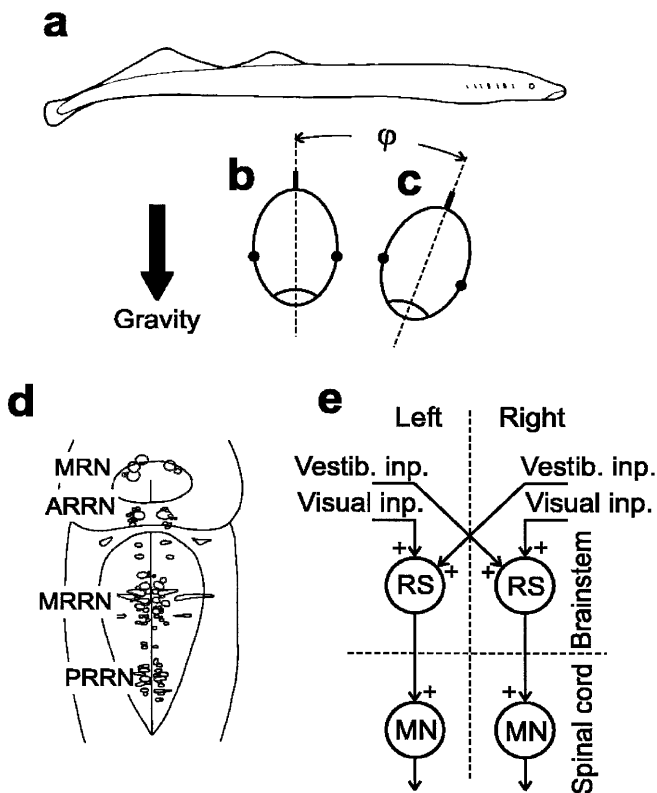 a
φ
b
c
Gravity
d
MRN
ARRN
MRRN
PRRN
e
Left Right
Vestib. inp. Vestib. inp.
Visual inp. Visual inp.
+ + + +
RS RS
Brainstem
+ +
MN MN
Spinal cord